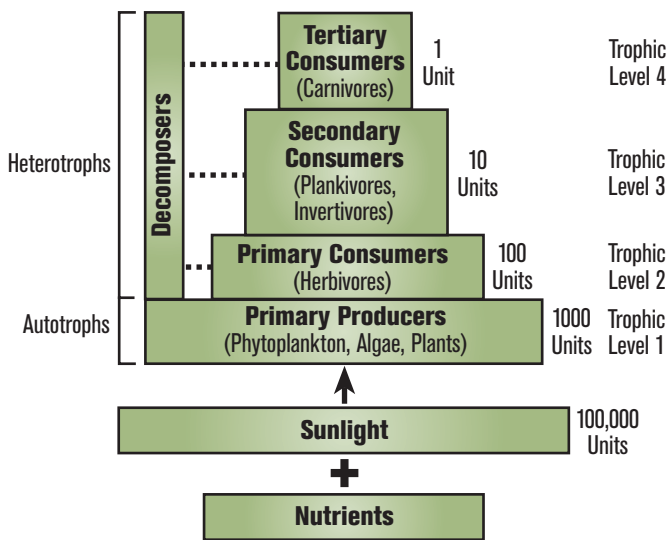 Tertiary
Consumers
(Carnivores)
1
Unit
Trophic
Level 4
Heterotrophs
Decomposers
Secondary
Consumers
(Plankivores,
Invertivores)
10
Units
Trophic
Level 3
Primary Consumers
(Herbivores)
100
Units
Trophic
Level 2
Autotrophs
Primary Producers
(Phytoplankton, Algae, Plants)
1000
Units
Trophic
Level 1
Sunlight
100,000
Units
Nutrients